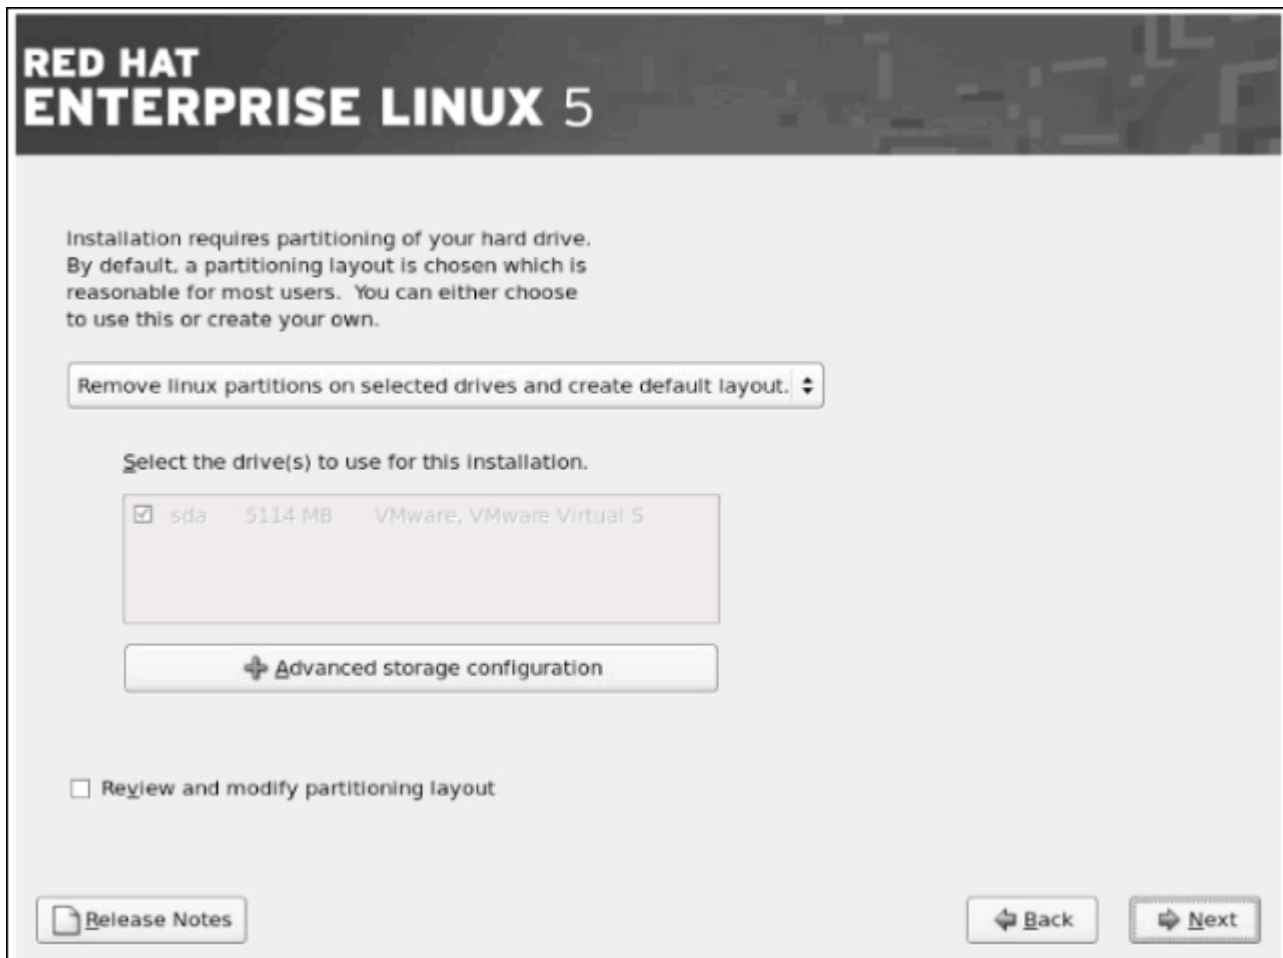 RED HAT
ENTERPRISE LINUX 5
Installation requires partitioning of your hard drive.
By default, a partitioning layout is chosen which is
reasonable for most users. You can either choose
to use this or create your own.
Remove linux partitions on selected drives and create default layout.
Select the drive(s) to use for this installation.
sda 5114 MB VMware, VMware Virtual S
Advanced storage configuration
Review and modify partitioning layout
Release Notes
Back
Next